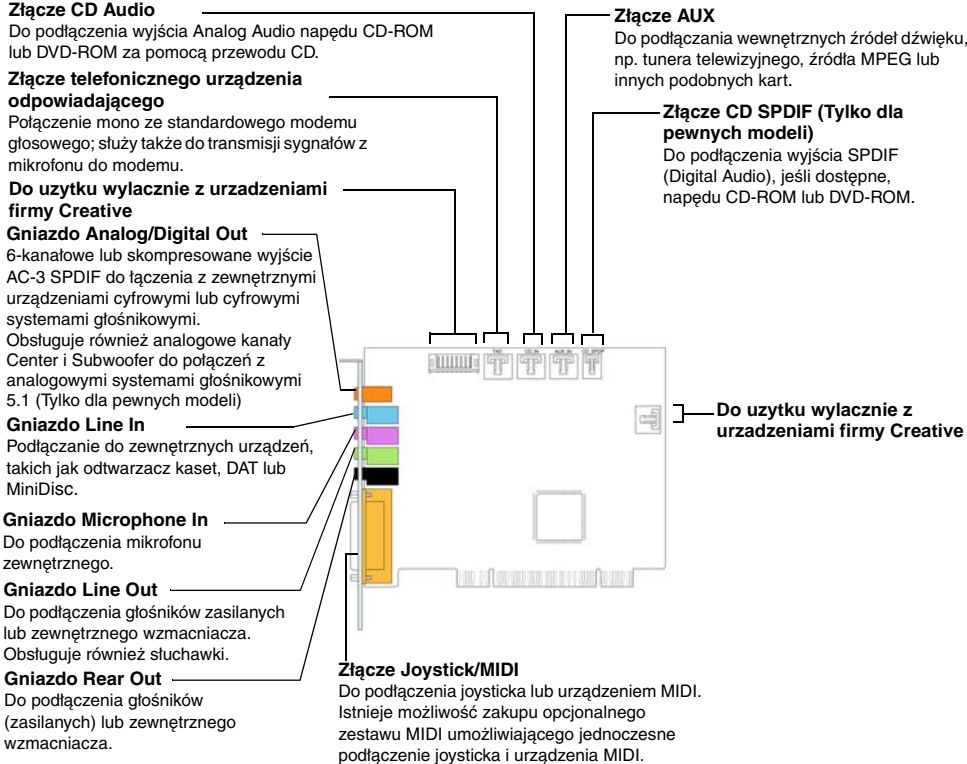 Złącze CD Audio
Do podłączenia wyjścia Analog Audio napędu CD-ROM
lub DVD-ROM za pomocą przewodu CD.
Złącze telefonicznego urządzenia
odpowiadającego
Połączenie mono ze standardowego modemu
głosowego; służy także do transmisji sygnałów z
mikrofonu do modemu.
Do uzytku wylacznie z urzadzeniami
firmy Creative
Gniazdo Analog/Digital Out
6-kanałowe lub skompresowane wyjście
AC-3 SPDIF do łączenia z zewnętrznymi
urządzeniami cyfrowymi lub cyfrowymi
systemami głośnikowymi.
Obsługuje również analogowe kanały
Center i Subwoofer do połączeń z
analogowymi systemami głośnikowymi
5.1 (Tylko dla pewnych modeli)
Gniazdo Line In
Podłączanie do zewnętrznych urządzeń,
takich jak odtwarzacz kaset, DAT lub
MiniDisc.
Gniazdo Microphone In
Do podłączenia mikrofonu
zewnętrznego.
Gniazdo Line Out
Do podłączenia głośników zasilanych
lub zewnętrznego wzmacniacza.
Obsługuje również słuchawki.
Gniazdo Rear Out
Do podłączenia głośników
(zasilanych) lub zewnętrznego
wzmacniacza.
Złącze AUX
Do podłączania wewnętrznych źródeł dźwięku,
np. tunera telewizyjnego, źródła MPEG lub
innych podobnych kart.
Złącze CD SPDIF (Tylko dla
pewnych modeli)
Do podłączenia wyjścia SPDIF
(Digital Audio), jeśli dostępne,
napędu CD-ROM lub DVD-ROM.
TAD CD_IN AUX_IN CD_SPDIF
Do uzytku wylacznie z
urzadzeniami firmy Creative
Złącze Joystick/MIDI
Do podłączenia joysticka lub urządzeniem MIDI.
Istnieje możliwość zakupu opcjonalnego
zestawu MIDI umożliwiającego jednoczesne
podłączenie joysticka i urządzenia MIDI.